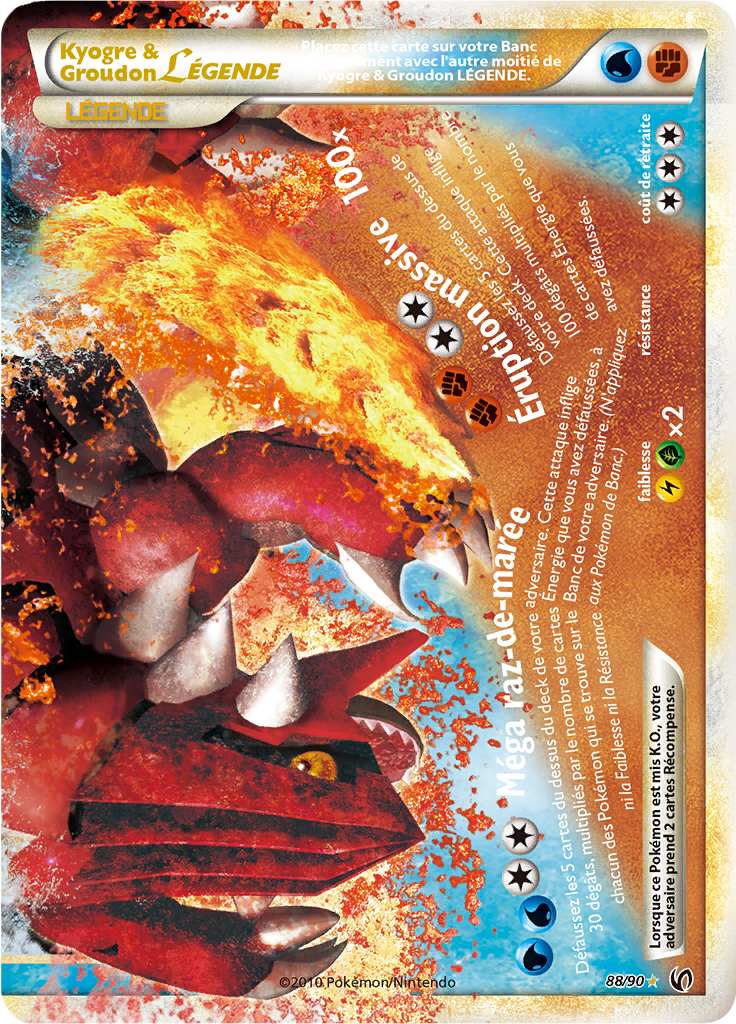 Kyogre &
Groudon LÉGENDE
LÉGENDE
Placez cette carte sur votre Banc
avec l'autre moitié de
Kyogre & Groudon LÉGENDE.
Méga raz-de-marée
Défaussez les 5 cartes du dessus du deck de votre adversaire. Cette attaque inflige
30 dégâts, multipliés par le nombre de cartes Énergie que vous avez défaussées, à
chacun des Pokémon qui se trouve sur le Banc de votre adversaire. (N'appliquez
ni la Faiblesse ni la Résistance aux Pokémon de Banc.)
Éruption massive 100×
Défaussez les 5 cartes du dessus de
votre deck. Cette attaque inflige
100 dégâts multipliés par le nombre
de cartes Énergie que vous
avez défaussées.
faiblesse
×2
résistance
coût de retraite
Lorsque ce Pokémon est mis K.O., votre
adversaire prend 2 cartes Récompense.
©2010 Pokémon/Nintendo
88/90